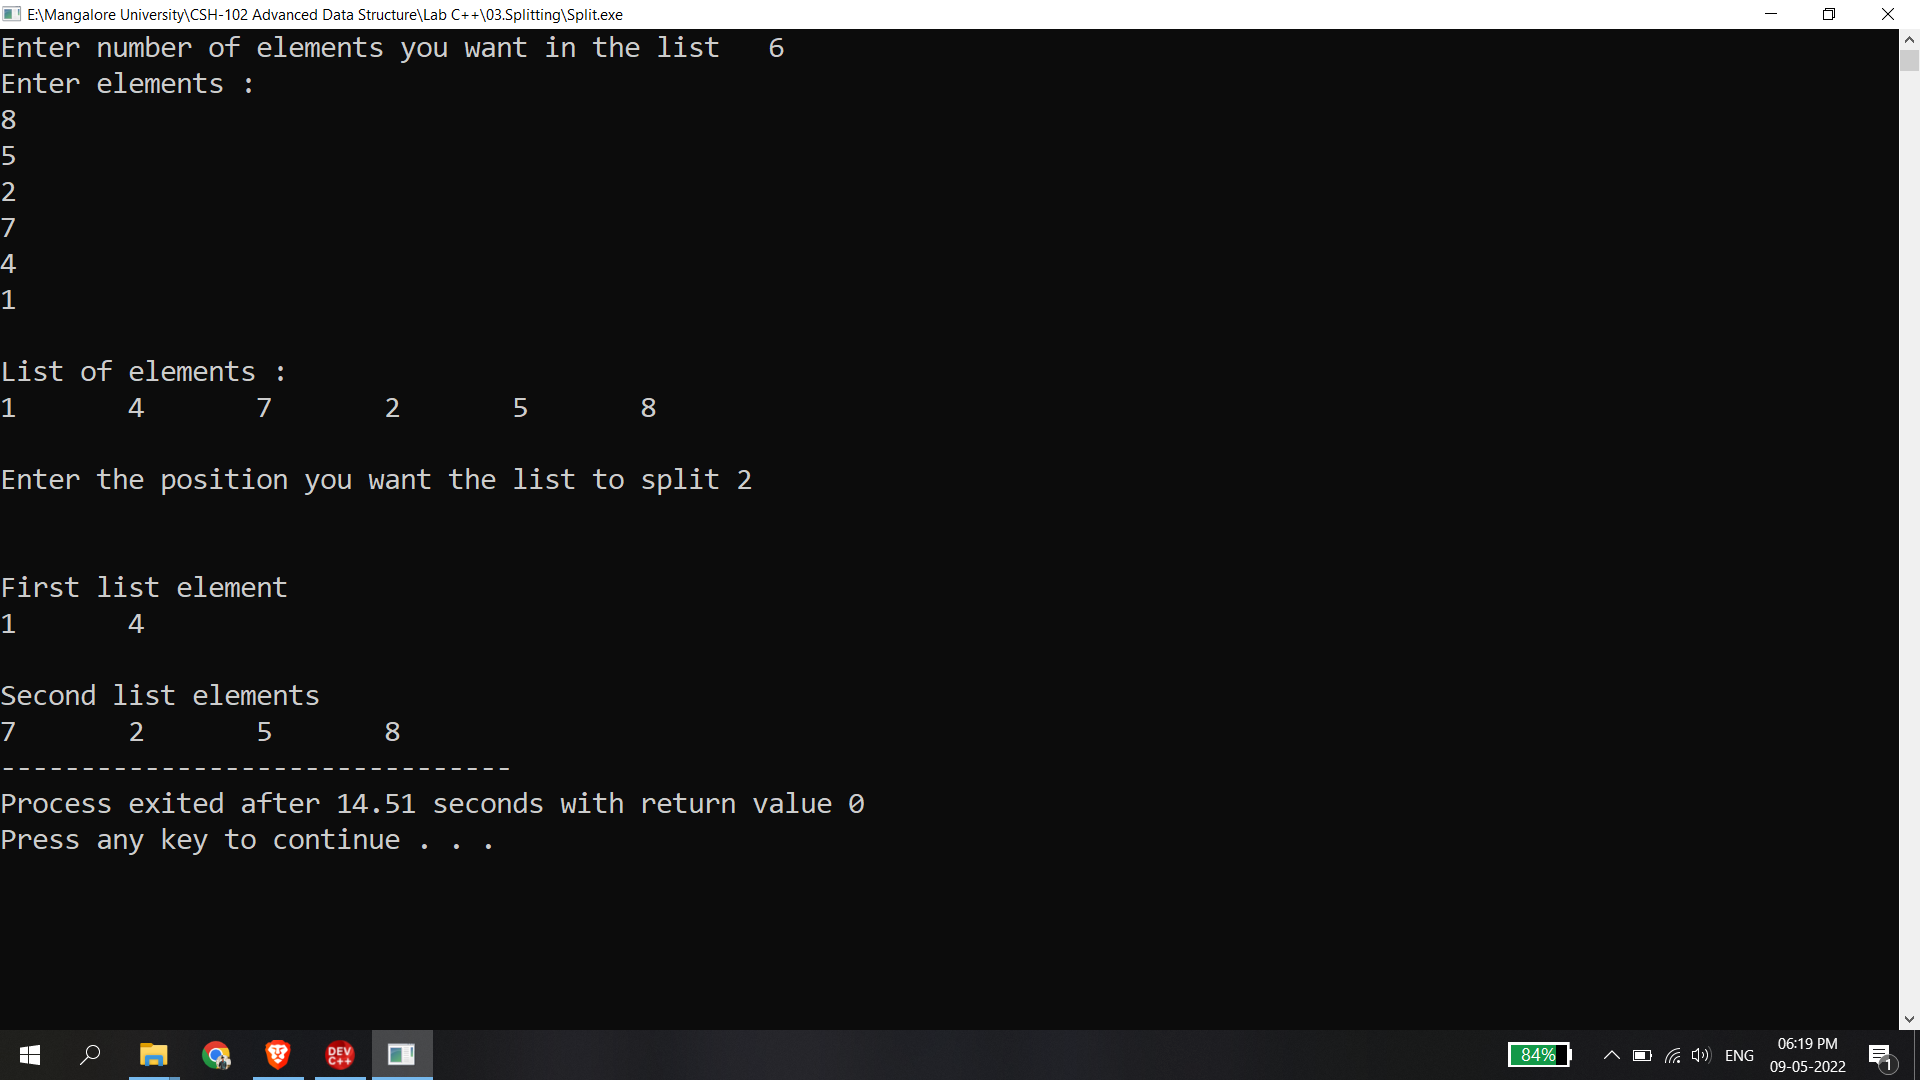 E:\Mangalore University\CSH-102 Advanced Data Structure\Lab C++\03.Splitting\Split.exe
Enter number of elements you want in the list   6
Enter elements :
8
5
2
7
4
1
List of elements :
1       4       7       2       5       8
Enter the position you want the list to split 2
First list element
1       4
Second list elements
7       2       5       8
--------------------------------
Process exited after 14.51 seconds with return value 0
Press any key to continue . . .
DEV
C++
84%
ENG
06:19 PM
09-05-2022
1